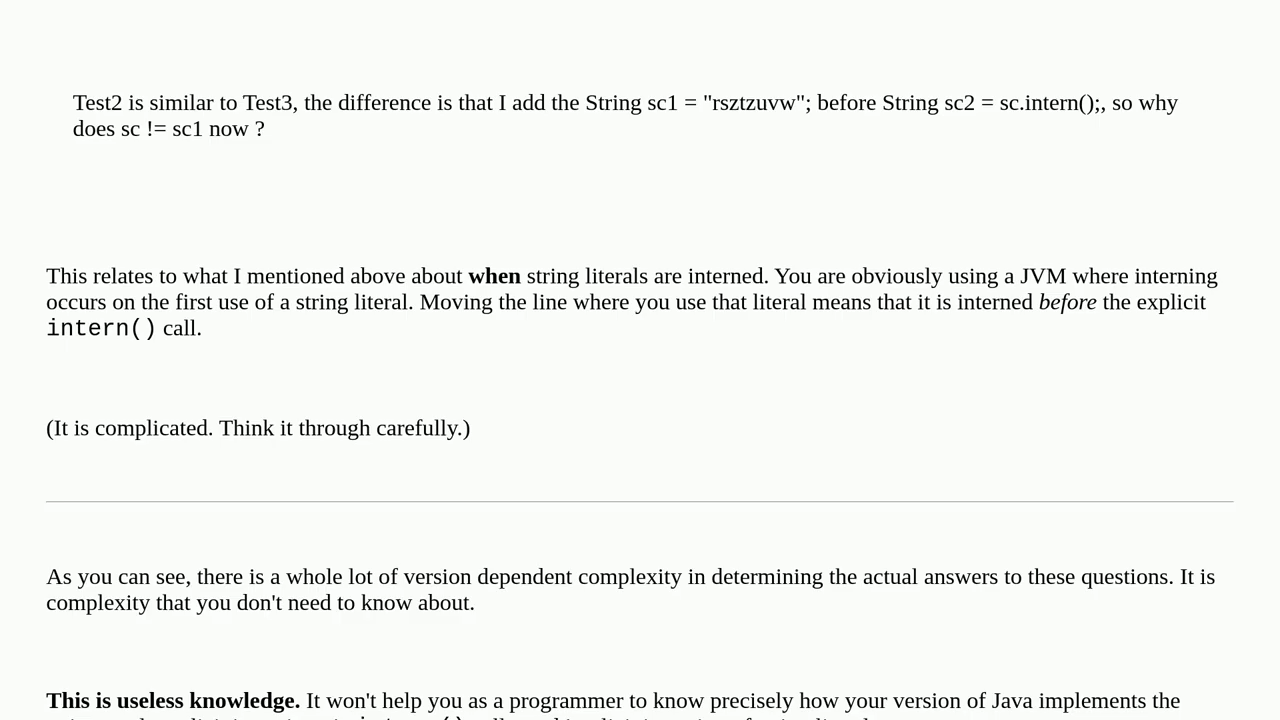 Test2 is similar to Test3, the difference is that I add the String sc1 = "rsztzuvw"; before String sc2 = sc.intern();, so why
does sc != sc1 now ?
This relates to what I mentioned above about when string literals are interned. You are obviously using a JVM where interning
occurs on the first use of a string literal. Moving the line where you use that literal means that it is interned before the explicit
intern() call.
(It is complicated. Think it through carefully.)
As you can see, there is a whole lot of version dependent complexity in determining the actual answers to these questions. It is
complexity that you don't need to know about.
This is useless knowledge. It won't help you as a programmer to know precisely how your version of Java implements the